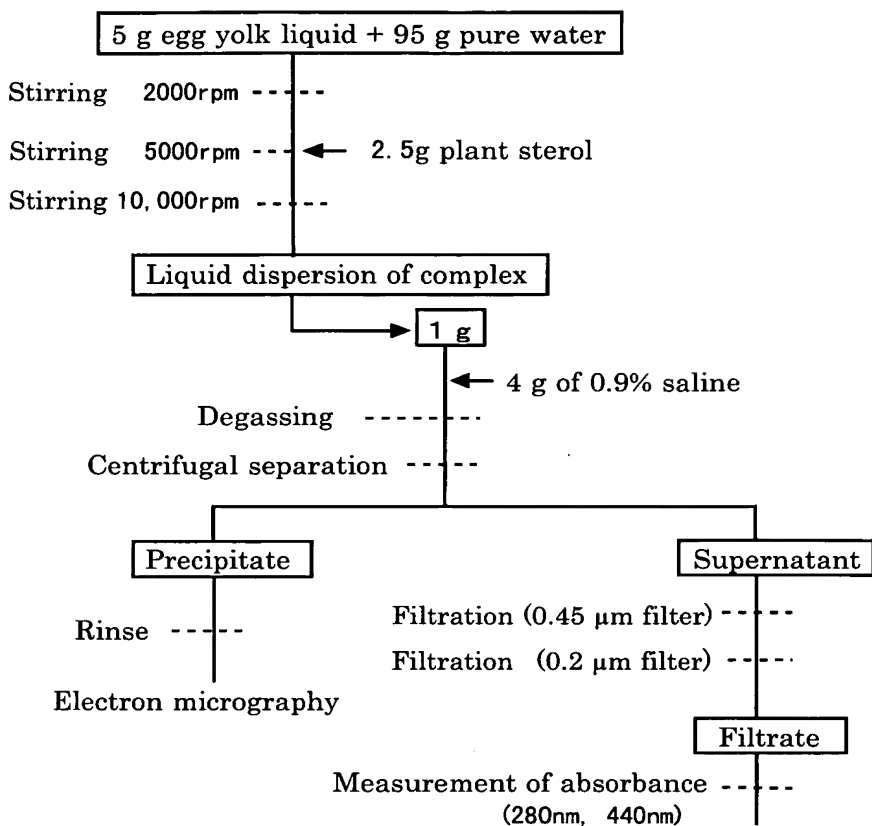 5 g egg yolk liquid + 95 g pure water
Stirring 2000rpm
Stirring 5000rpm
2.5g plant sterol
Stirring 10,000rpm
Liquid dispersion of complex
1 g
4 g of 0.9% saline
Degassing
Centrifugal separation
Precipitate
Supernatant
Rinse
Filtration (0.45 μm filter)
Filtration (0.2 μm filter)
Electron micrography
Filtrate
Measurement of absorbance
(280nm, 440nm)